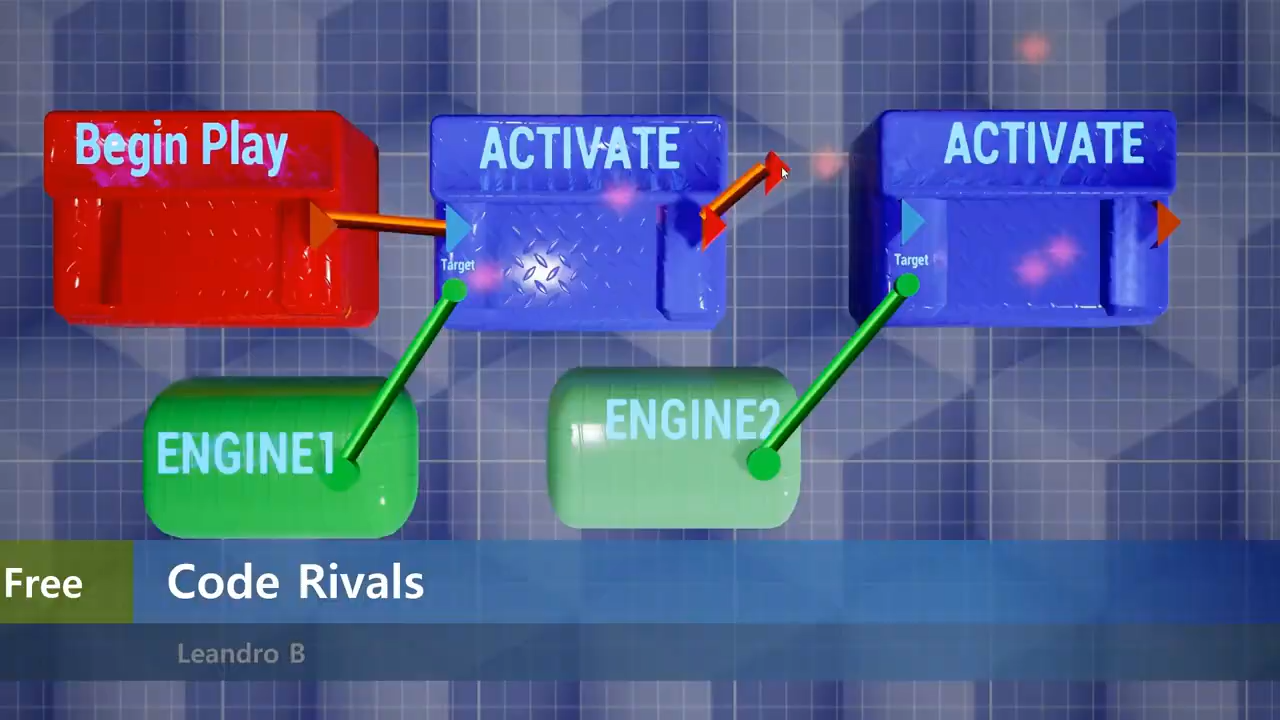 Begin Play
ACTIVATE
ACTIVATE
Target
Target
ENGINE1
ENGINE2
Free
Code Rivals
Leandro B